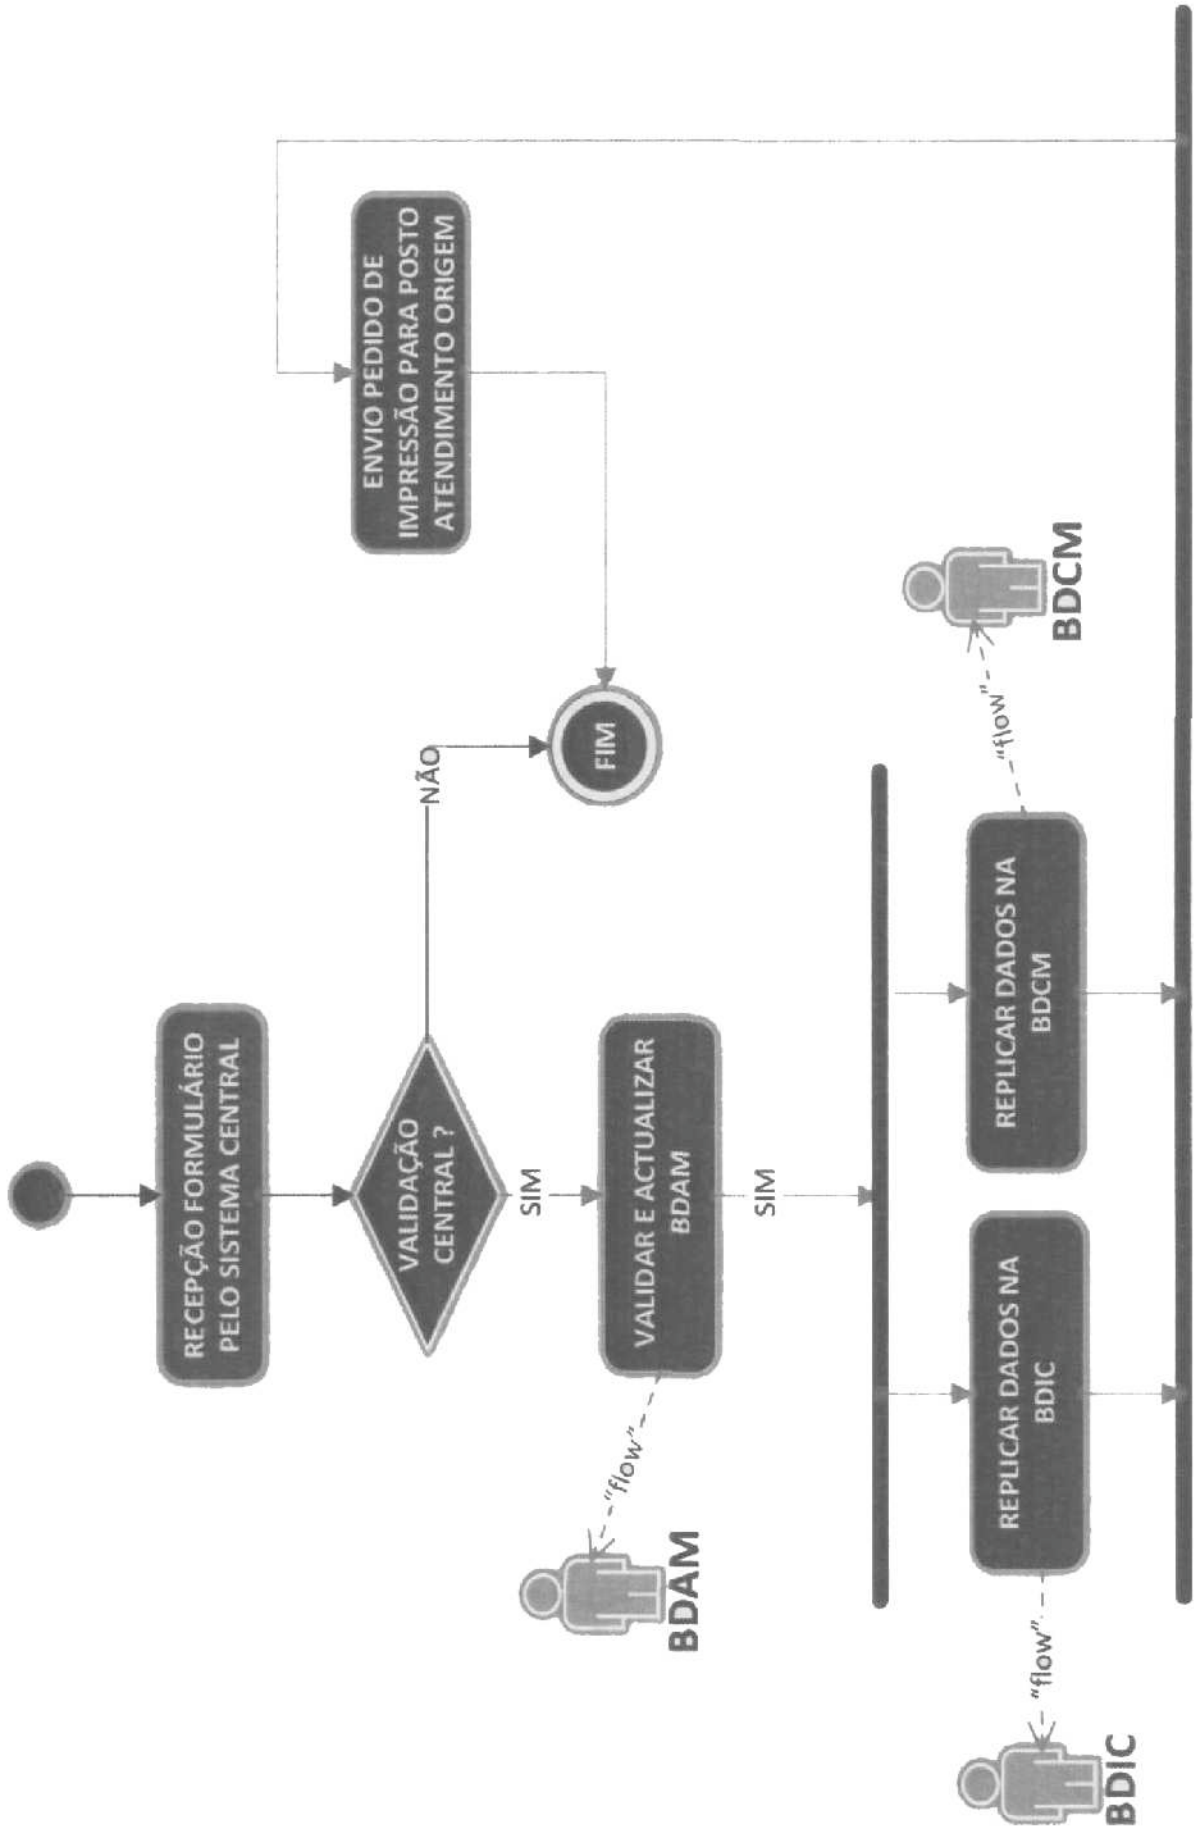 RECEPÇÃO FORMULÁRIO
PELO SISTEMA CENTRAL
VALIDAÇÃO
CENTRAL ?
NÃO
SIM
FIM
ENVIO PEDIDO DE
IMPRESSÃO PARA POSTO
ATENDIMENTO ORIGEM
VALIDAR E ACTUALIZAR
BDAM
"flow"
BDAM
SIM
REPLICAR DADOS NA
BDIC
"flow"
BDIC
REPLICAR DADOS NA
BDCM
"flow"
BDCM